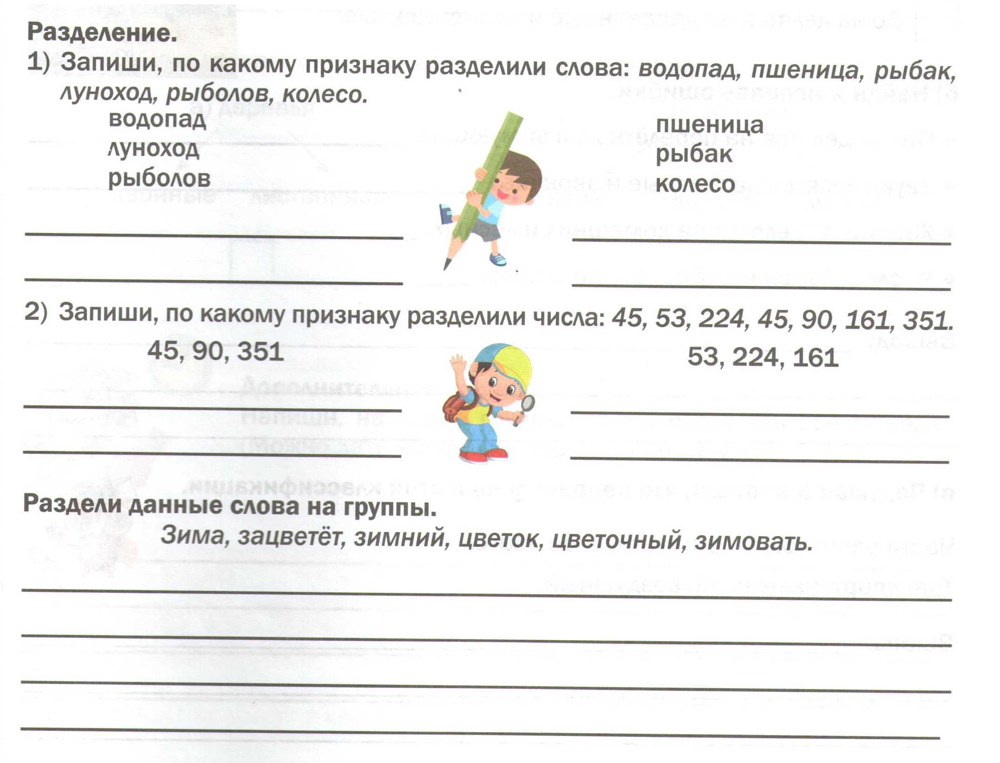 Разделение.
1) Запиши, по какому признаку разделили слова: водопад, пшеница, рыбак,
луноход, рыболов, колесо.
водопад
луноход
рыболов
пшеница
рыбак
колесо
2) Запиши, по какому признаку разделили числа: 45, 53, 224, 45, 90, 161, 351.
45, 90, 351
53, 224, 161
Раздели данные слова на группы.
Зима, зацветёт, зимний, цветок, цветочный, зимовать.